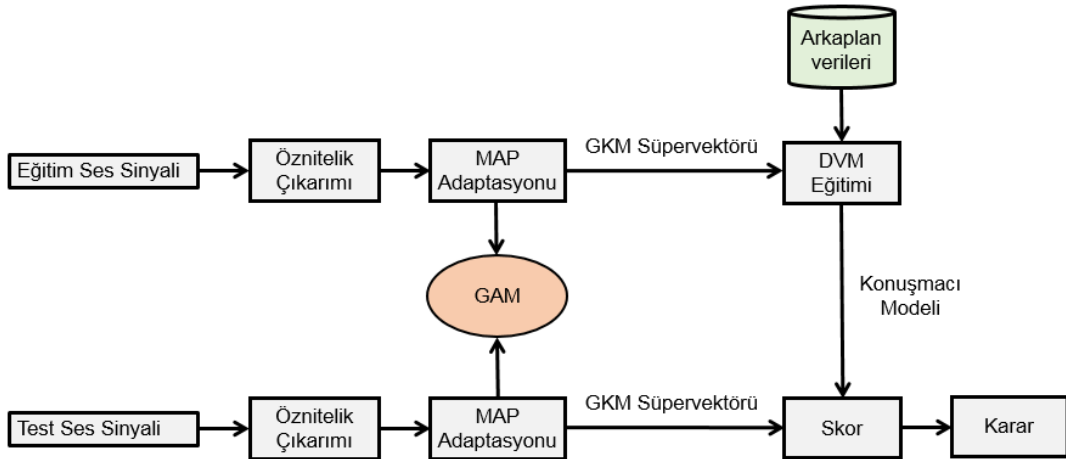 Arkaplan
verileri
Eğitim Ses Sinyali
Öznitelik
Çıkarımı
MAP
Adaptasyonu
GKM Süpervektörü
DVM
Eğitimi
GAM
Konuşmacı
Modeli
Test Ses Sinyali
Öznitelik
Çıkarımı
MAP
Adaptasyonu
GKM Süpervektörü
Skor
Karar